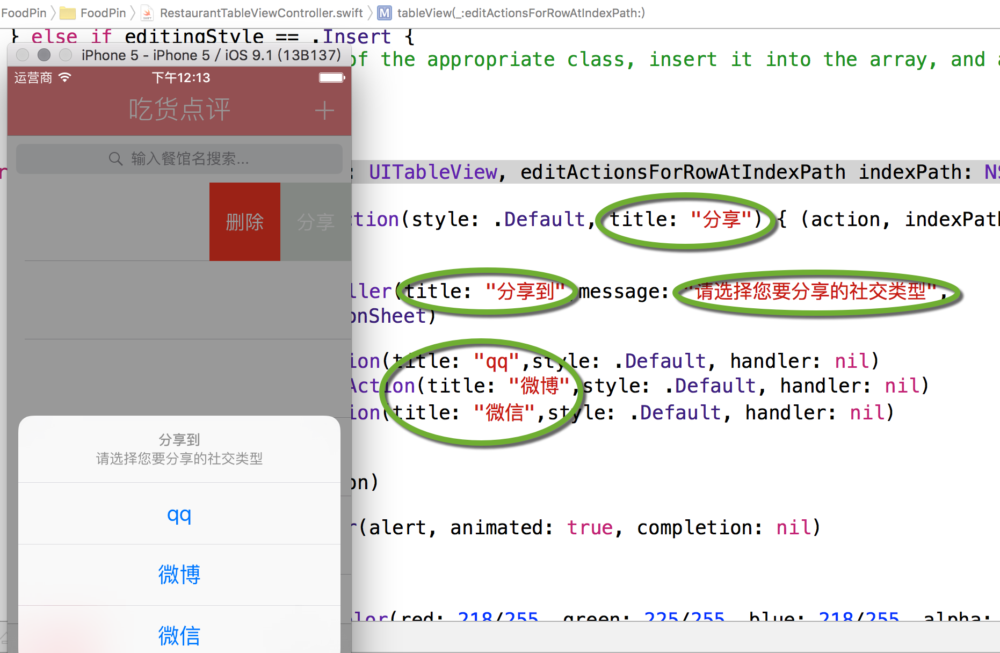 FoodPin FoodPin RestaurantTableViewController.swift M tableView(_:editActionsForRowAtIndexPath:)
} else if editingStyle == .Insert {
iPhone 5 - iPhone 5 / iOS 9.1 (13B137)
of the appropriate class, insert it into the array, and a
运营商 下午12:13
吃货点评 +
输入餐馆名搜索...
r : UITableView, editActionsForRowAtIndexPath indexPath: NS
删除 分享
ction(style: .Default, title: "分享") { (action, indexPath
ller(title: "分享到" message: "请选择您要分享的社交类型",
onSheet)
ion(title: "qq",style: .Default, handler: nil)
Action(title: "微博",style: .Default, handler: nil)
ion(title: "微信",style: .Default, handler: nil)
分享到
请选择您要分享的社交类型
on)
qq
r(alert, animated: true, completion: nil)
微博
olor(red: 218/255, green: 225/255, blue: 218/255, alpha:
微信